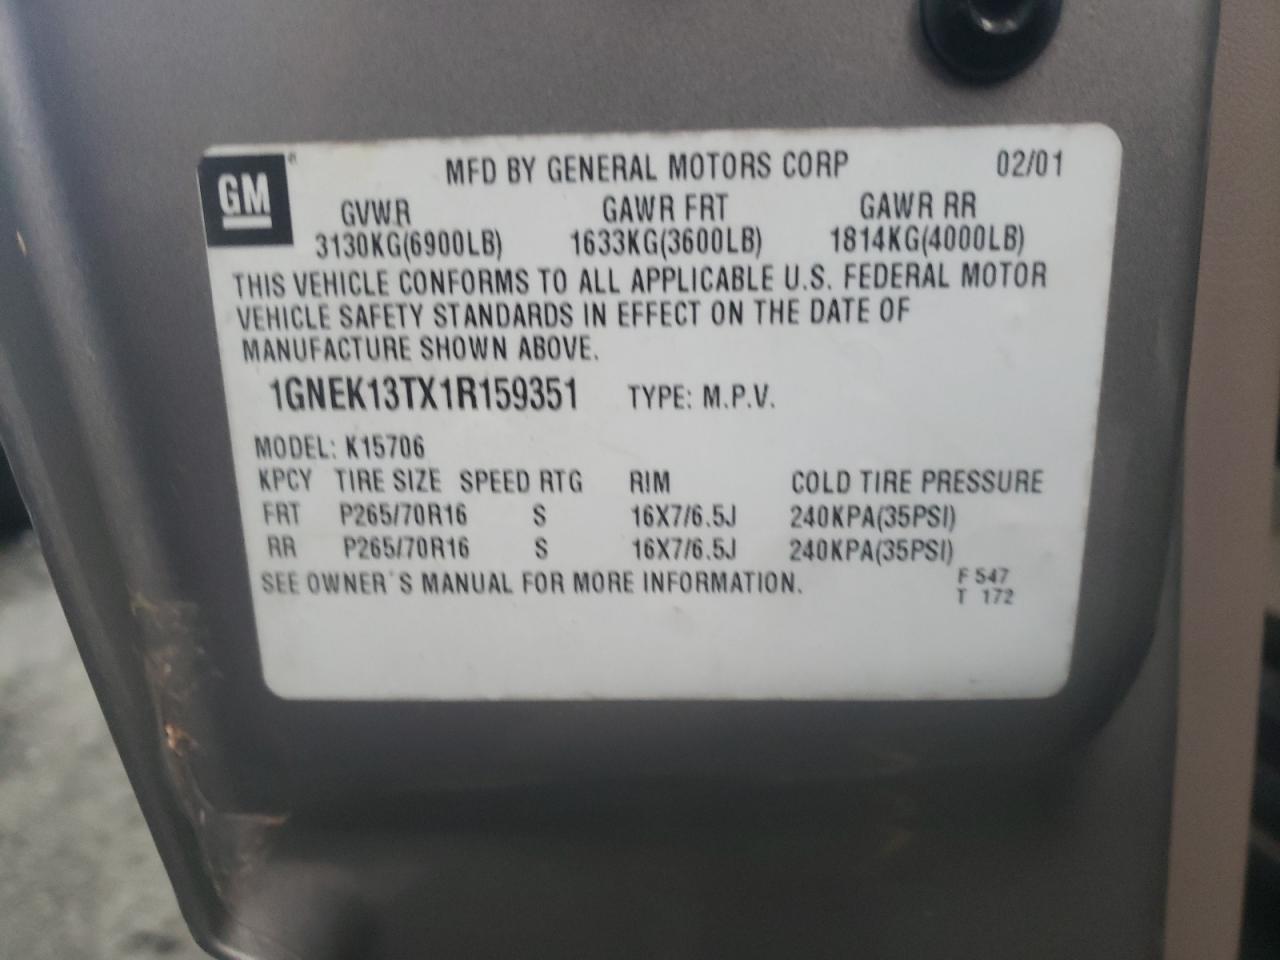 GM® MFD BY GENERAL MOTORS CORP 02/01
GVWR GAWR FRT GAWR RR
3130KG(6900LB) 1633KG(3600LB) 1814KG(4000LB)
THIS VEHICLE CONFORMS TO ALL APPLICABLE U.S. FEDERAL MOTOR
VEHICLE SAFETY STANDARDS IN EFFECT ON THE DATE OF
MANUFACTURE SHOWN ABOVE.
1GNEK13TX1R159351 TYPE: M.P.V.
MODEL: K15706
KPCY TIRE SIZE SPEED RTG RIM COLD TIRE PRESSURE
FRT P265/70R16 S 16X7/6.5J 240KPA(35PSI)
RR P265/70R16 S 16X7/6.5J 240KPA(35PSI)
SEE OWNER'S MANUAL FOR MORE INFORMATION. F 547
T 172